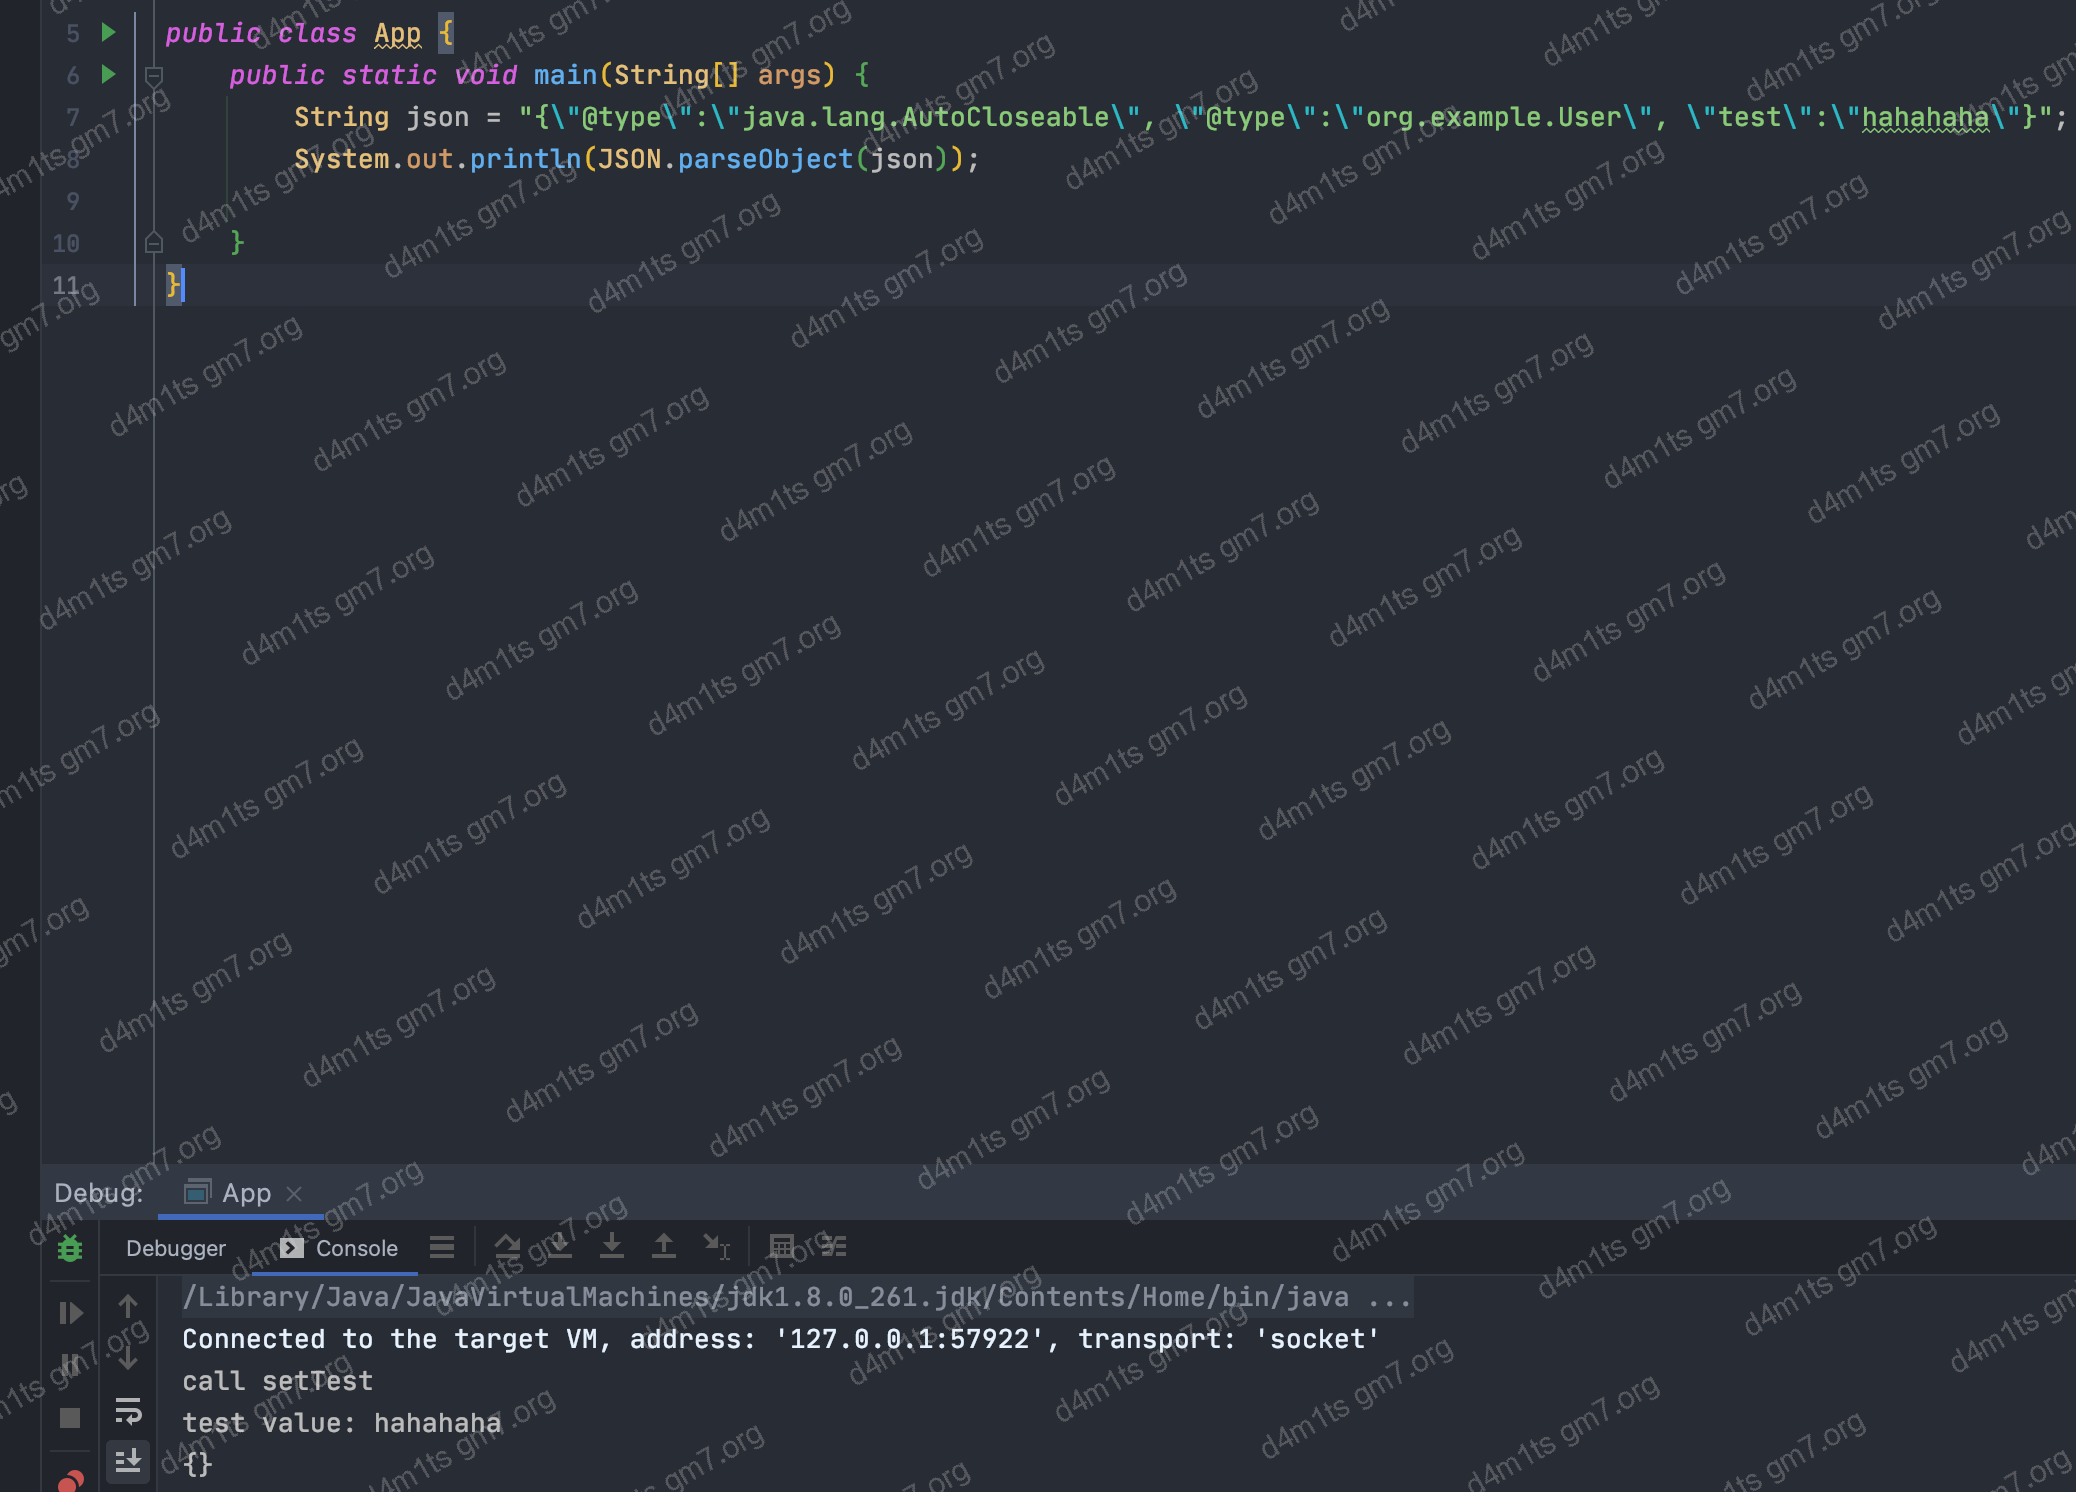 5 public class App {
6 public static void main(String[] args) {
7 String json = "{\"@type\":\"java.lang.AutoCloseable\", \"@type\":\"org.example.User\", \"test\":\"hahahaha\"}";
8 System.out.println(JSON.parseObject(json));
9
10 }
11 }
Debug: App
Debugger Console
/Library/Java/JavaVirtualMachines/jdk1.8.0_261.jdk/Contents/Home/bin/java ...
Connected to the target VM, address: '127.0.0.1:57922', transport: 'socket'
call setTest
test value: hahahaha
{}
d4m1ts gm7.org